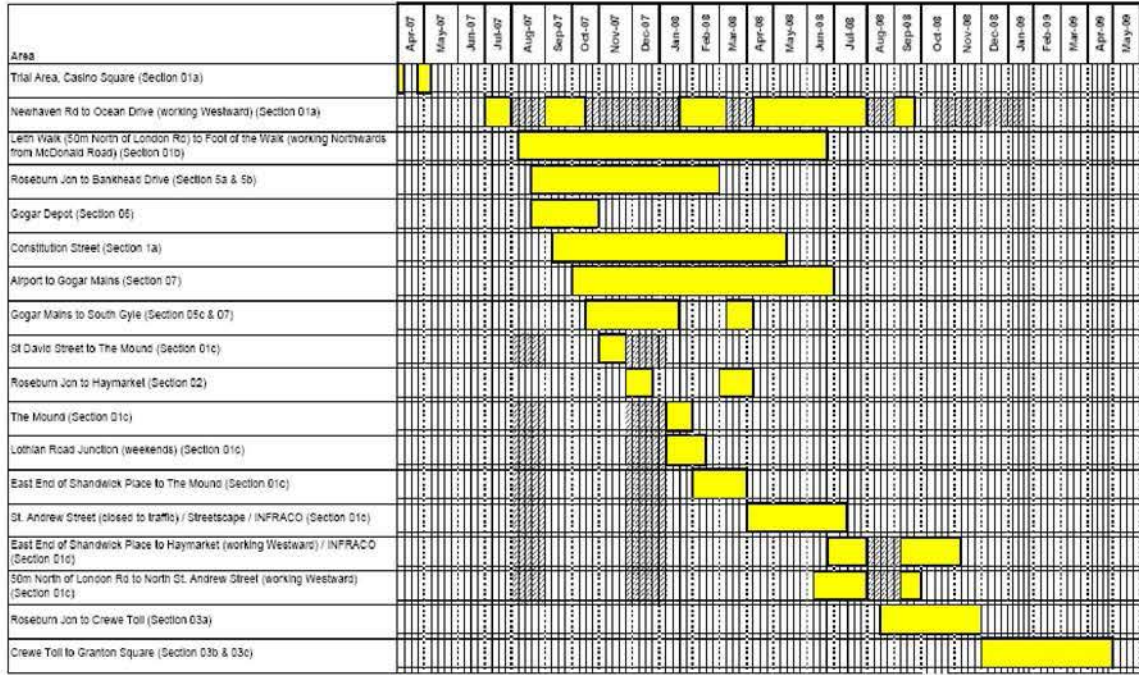 Area
Apr-07
May-07
Jun-07
Jul-07
Aug-07
Sep-07
Oct-07
Nov-07
Dec-07
Jan-08
Feb-08
Mar-08
Apr-08
May-08
Jun-08
Jul-08
Aug-08
Sep-08
Oct-08
Nov-08
Dec-08
Jan-09
Feb-09
Mar-09
Apr-09
May-09
Trial Area, Casino Square (Section 01a)
Newhaven Rd to Ocean Drive (working Westward) (Section 01a)
Leith Walk (50m North of London Rd) to Foot of the Walk (working Northwards
from McDonald Road) (Section 01b)
Roseburn Jcn to Bankhead Drive (Section 5a & 5b)
Gogar Depot (Section 06)
Constitution Street (Section 1a)
Airport to Gogar Mains (Section 07)
Gogar Mains to South Gyle (Section 05c & 07)
St David Street to The Mound (Section 01c)
Roseburn Jcn to Haymarket (Section 02)
The Mound (Section 01c)
Lothian Road Junction (weekends) (Section 01c)
East End of Shandwick Place to The Mound (Section 01c)
St. Andrew Street (closed to traffic) / Streetscape / INFRACO (Section 01c)
East End of Shandwick Place to Haymarket (working Westward) / INFRACO
(Section 01d)
50m North of London Rd to North St. Andrew Street (working Westward)
(Section 01c)
Roseburn Jcn to Crewe Toll (Section 03a)
Crewe Toll to Granton Square (Section 03b & 03c)